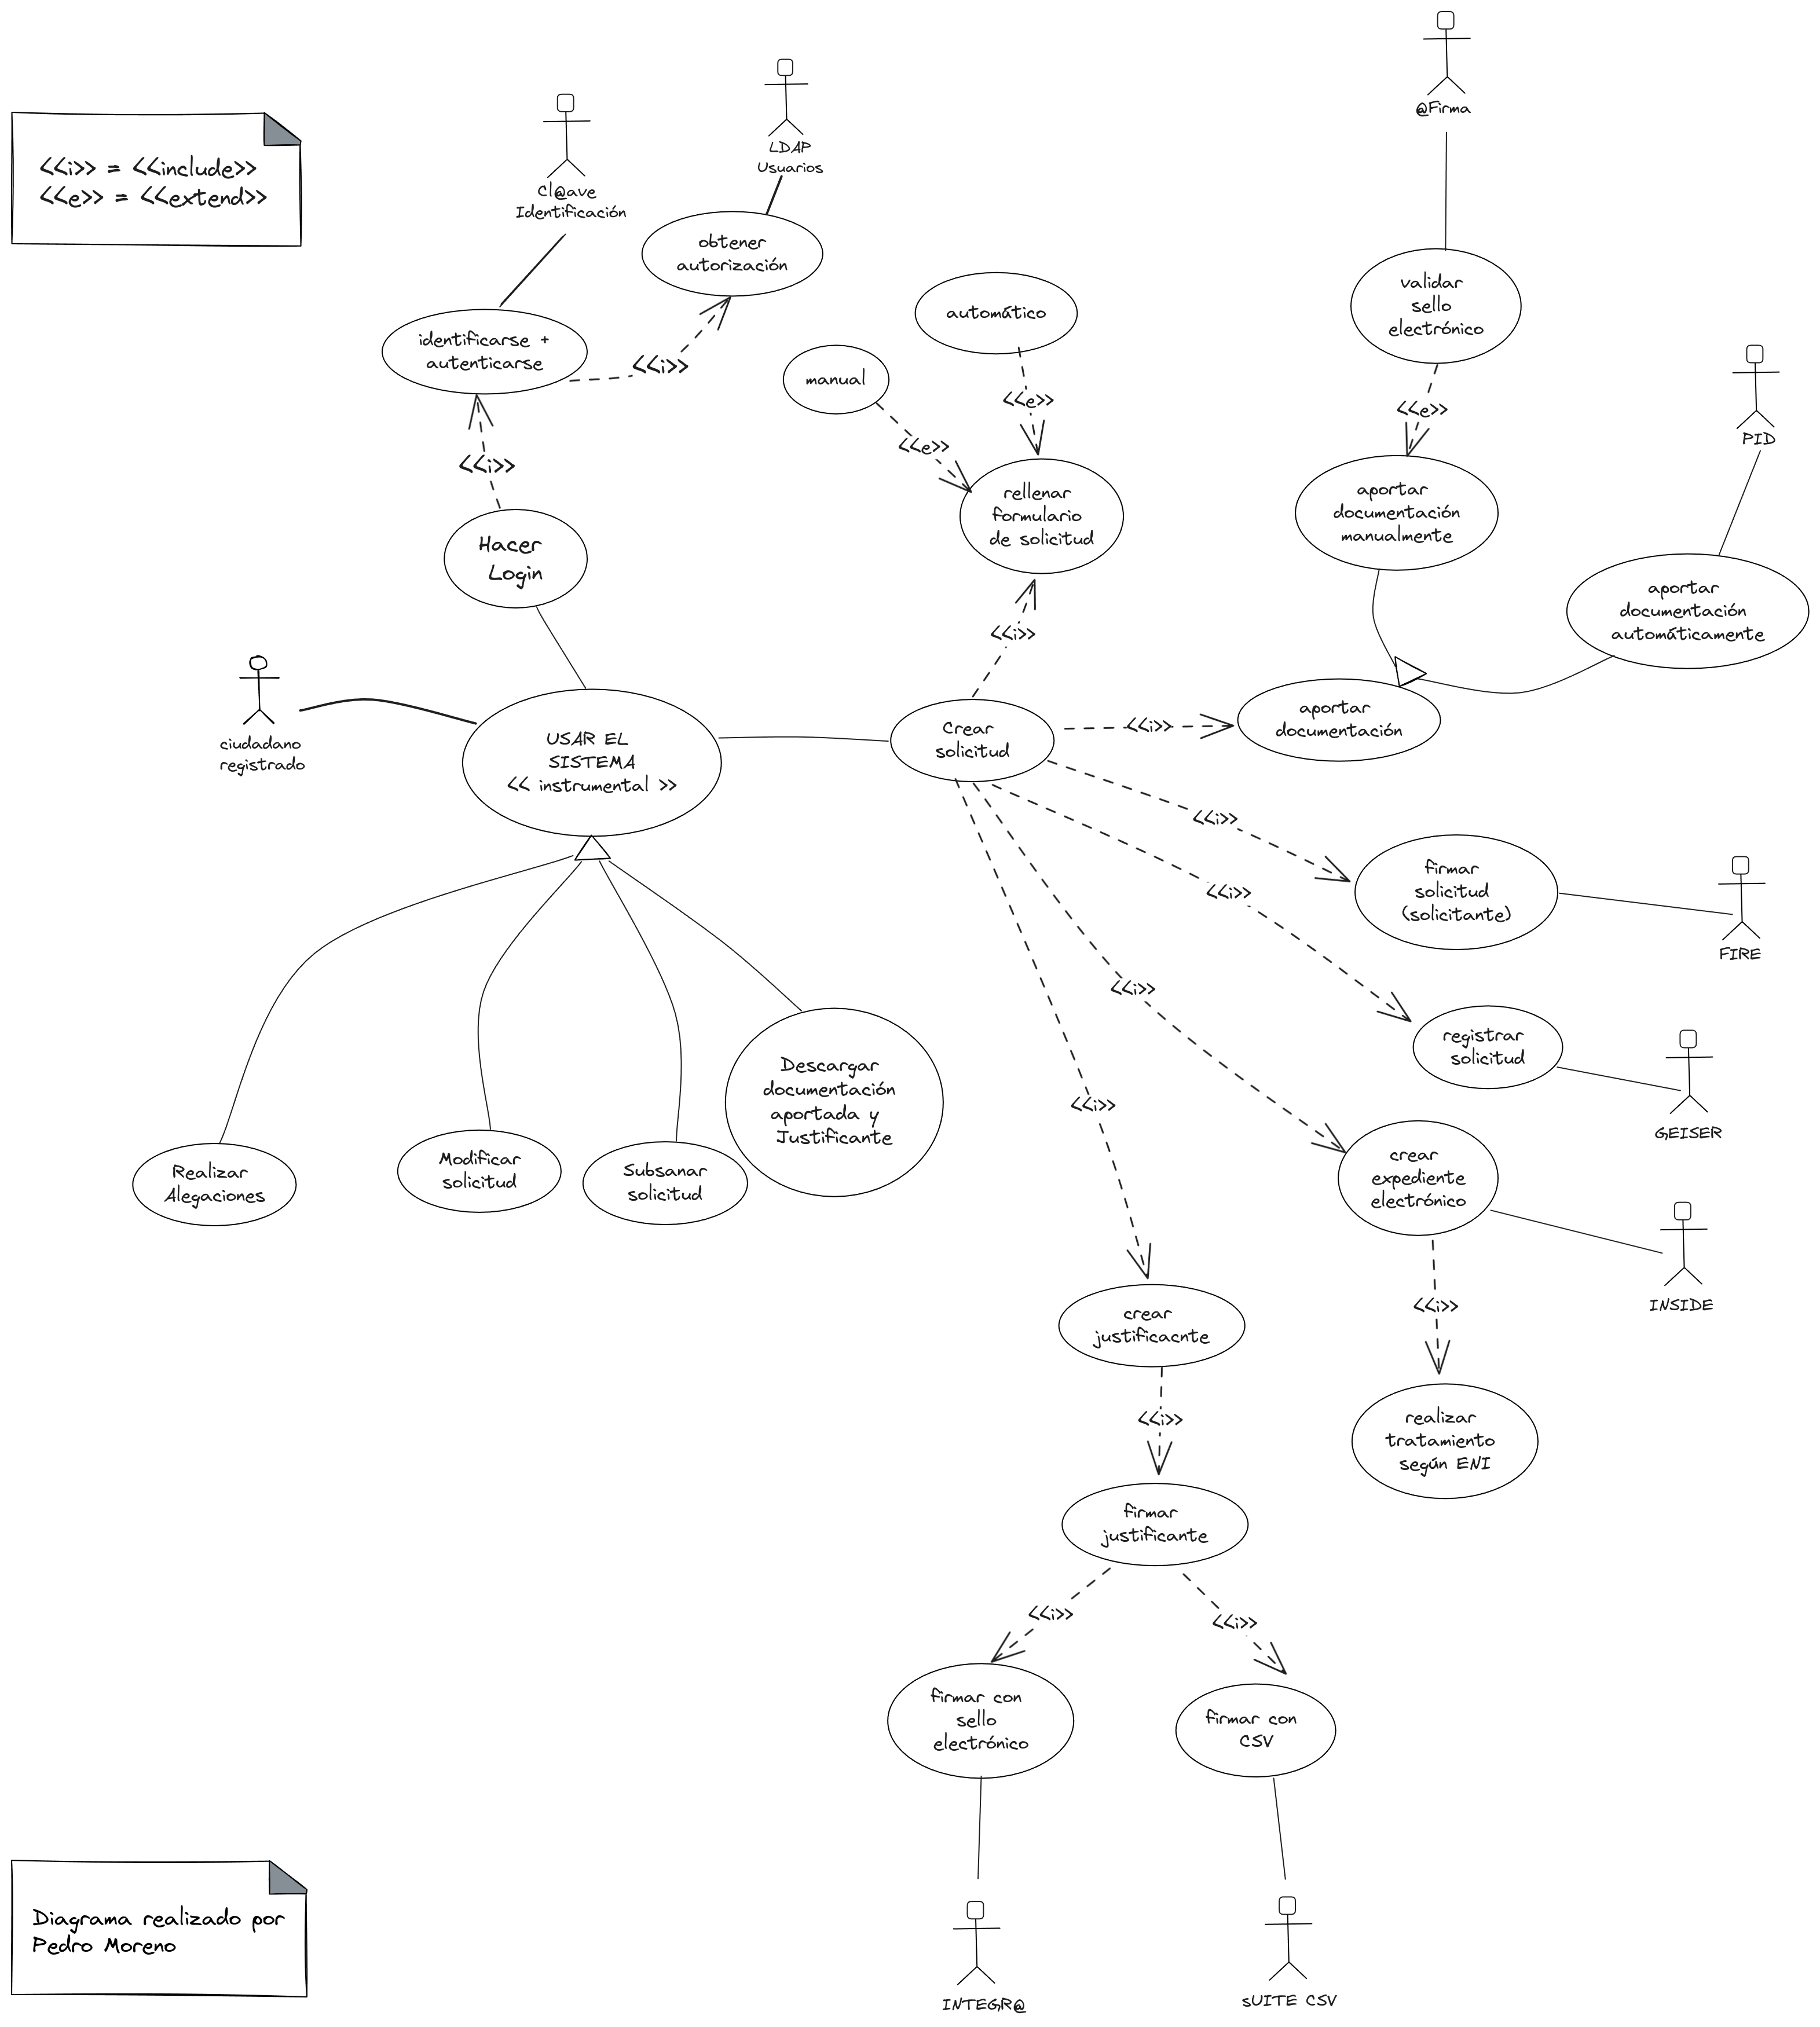 @Firma
LDAP
Usuarios
Cl@ave
Identificación
<<i>> = <<include>>
<<e>> = <<extend>>
obtener
autorización
validar
sello
electrónico
automático
identificarse +
autenticarse
<<i>>
manual
<<e>>
<<e>>
PID
<<e>>
<<i>>
aportar
documentación
manualmente
rellenar
formulario
de solicitud
Hacer
Login
aportar
documentación
automáticamente
<<i>>
ciudadano
registrado
USAR EL
SISTEMA
<< instrumental >>
Crear
solicitud
<<i>>
aportar
documentación
<<i>>
firmar
solicitud
(solicitante)
<<i>>
FIRE
<<i>>
registrar
solicitud
GEISER
Descargar
documentación
aportada y
Justificante
<<i>>
Realizar
Alegaciones
Modificar
solicitud
Subsanar
solicitud
crear
expediente
electrónico
INSIDE
<<i>>
crear
justificacnte
<<i>>
realizar
tratamiento
según ENI
firmar
justificante
<<i>>
<<i>>
firmar con
sello
electrónico
firmar con
CSV
Diagrama realizado por
Pedro Moreno
INTEGR@
sUITE CSV